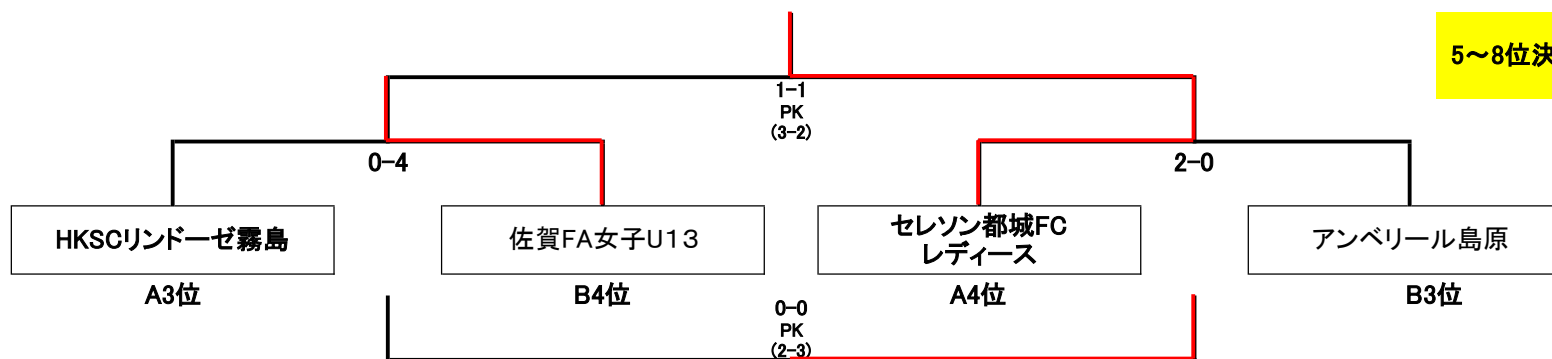 5～8位決
1-1
PK
(3-2)
0-4
2-0
HKSCリンドーゼ霧島
佐賀FA女子U１３
セレソン都城FC
レディース
アンベリール島原
A3位
B4位
A4位
B3位
0-0
PK
(2-3)